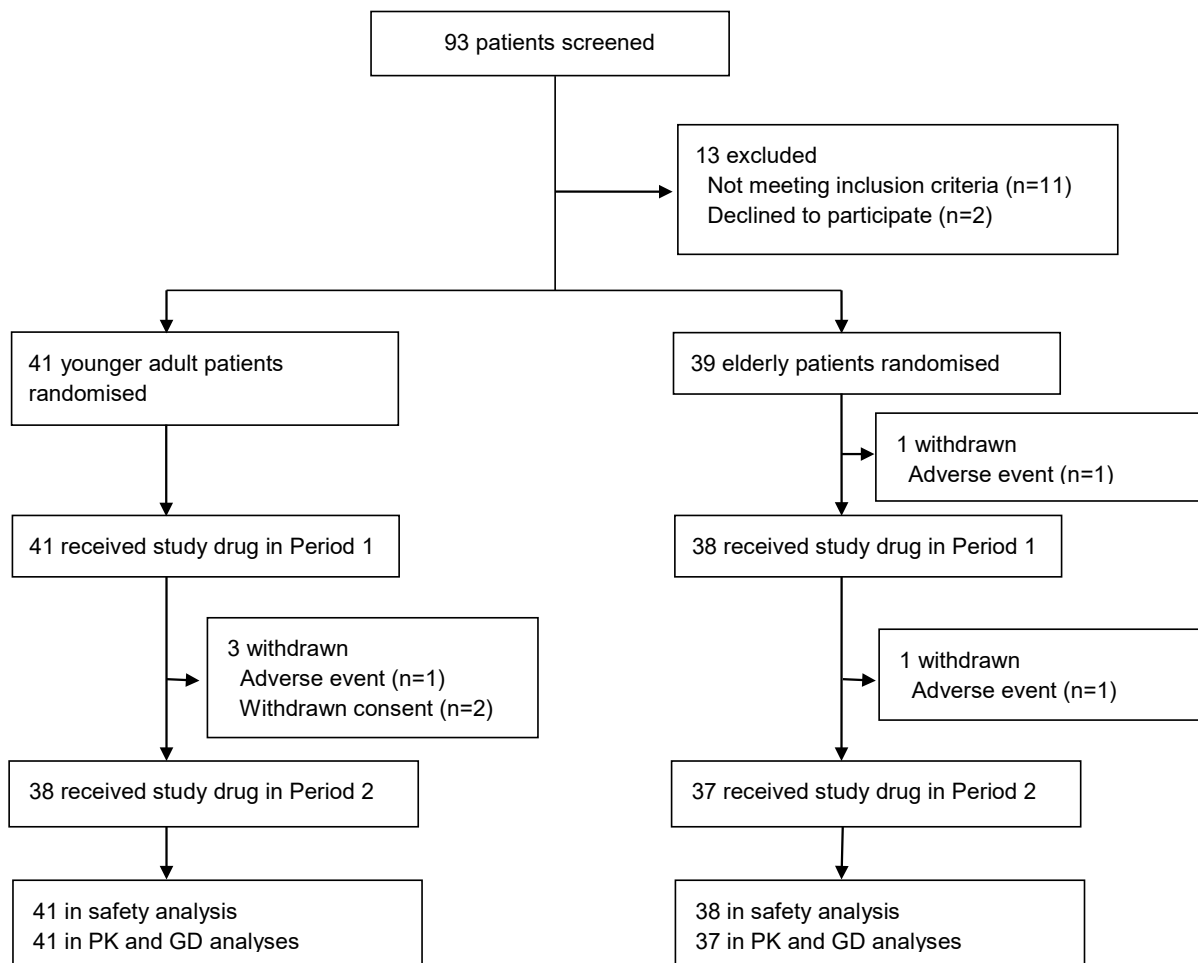 93 patients screened
13 excluded
Not meeting inclusion criteria (n=11)
Declined to participate (n=2)
41 younger adult patients
randomised
39 elderly patients randomised
1 withdrawn
Adverse event (n=1)
41 received study drug in Period 1
38 received study drug in Period 1
3 withdrawn
Adverse event (n=1)
Withdrawn consent (n=2)
1 withdrawn
Adverse event (n=1)
38 received study drug in Period 2
37 received study drug in Period 2
41 in safety analysis
41 in PK and GD analyses
38 in safety analysis
37 in PK and GD analyses